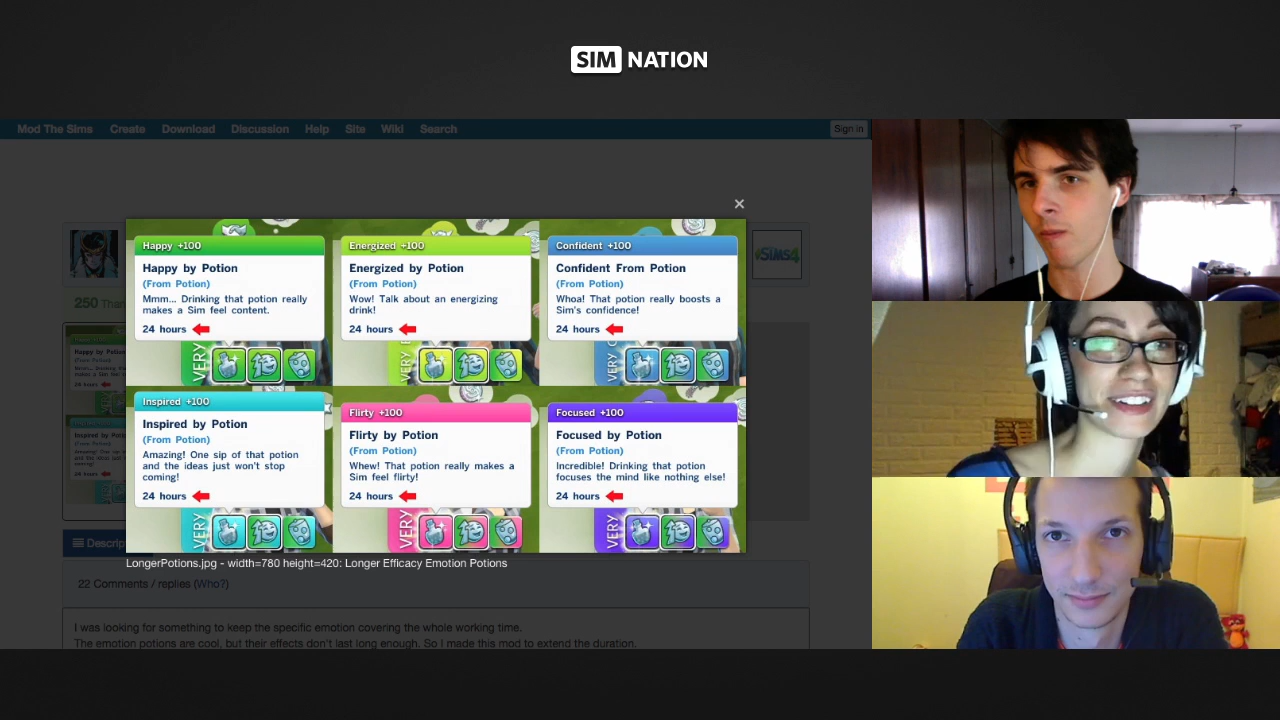 SIM NATION
Mod The Sims Create Download Discussion Help Site Wiki Search Sign in
Happy +100
Happy by Potion
(From Potion)
Mmm... Drinking that potion really
makes a Sim feel content.
24 hours
VERY
Energized +100
Energized by Potion
(From Potion)
Wow! Talk about an energizing
drink!
24 hours
VERY
Confident +100
Confident From Potion
(From Potion)
Whoa! That potion really boosts a
Sim's confidence!
24 hours
VERY
Inspired +100
Inspired by Potion
(From Potion)
Amazing! One sip of that potion
and the ideas just won't stop
coming!
24 hours
VERY
Flirty +100
Flirty by Potion
(From Potion)
Whew! That potion really makes a
Sim feel flirty!
24 hours
VERY
Focused +100
Focused by Potion
(From Potion)
Incredible! Drinking that potion
focuses the mind like nothing else!
24 hours
VERY
SIMS4
250
LongerPotions.jpg - width=780 height=420: Longer Efficacy Emotion Potions
22 Comments / replies (Who?)
I was looking for something to keep the specific emotion covering the whole working time.
The emotion potions are cool, but their effects don't last long enough. So I made this mod to extend the duration.